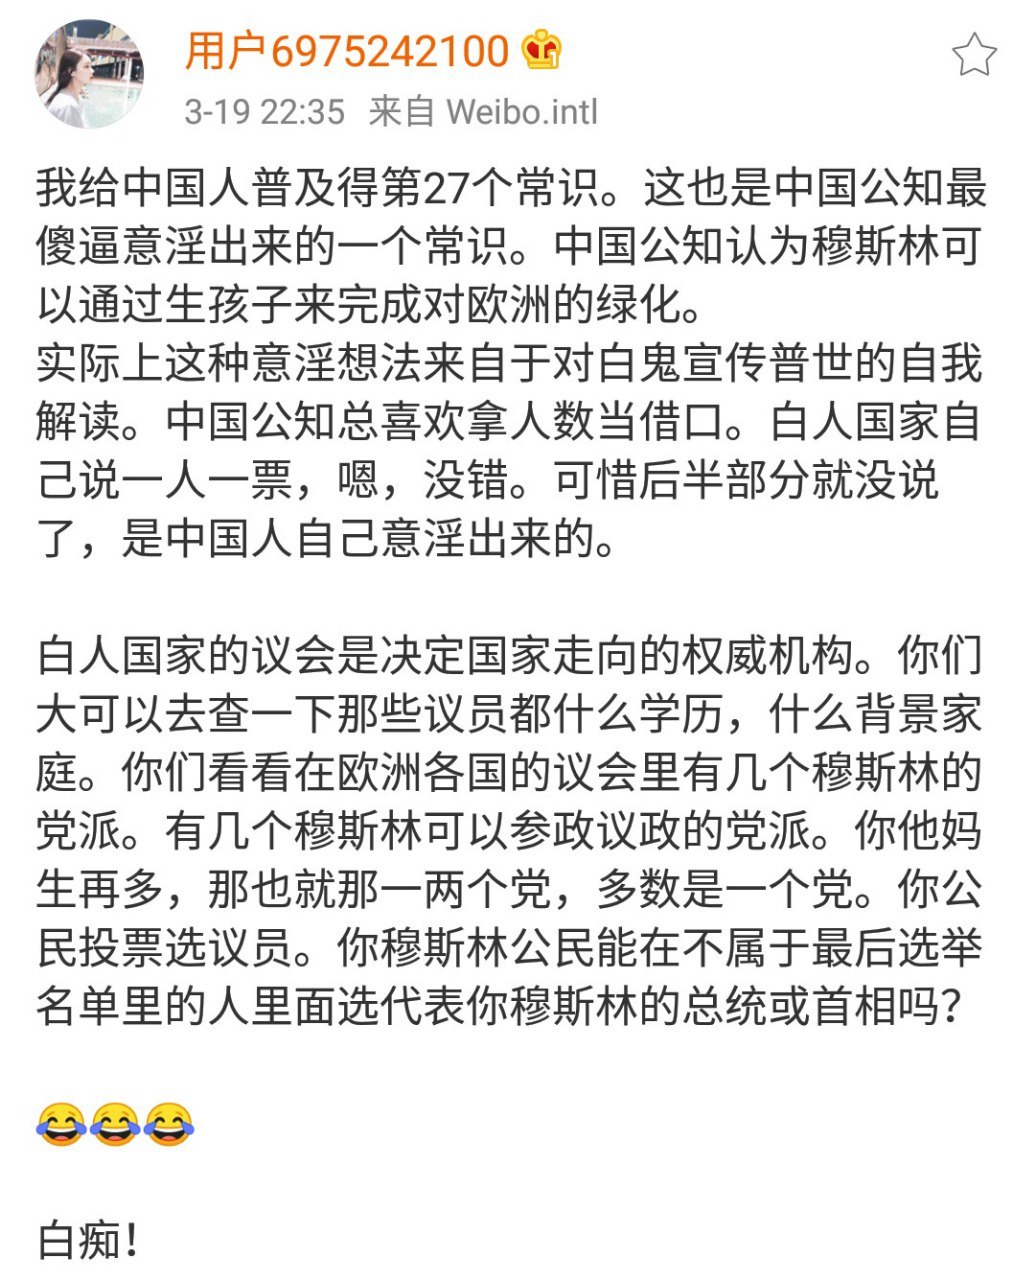 用户6975242100
3-19 22:35 来自 Weibo.intl
我给中国人普及得第27个常识。这也是中国公知最
傻逼意淫出来的一个常识。中国公知认为穆斯林可
以通过生孩子来完成对欧洲的绿化。
实际上这种意淫想法来自于对白鬼宣传普世的自我
解读。中国公知总喜欢拿人数当借口。白人国家自
己说一人一票，嗯，没错。可惜后半部分就没说
了，是中国人自己意淫出来的。
白人国家的议会是决定国家走向的权威机构。你们
大可以去查一下那些议员都什么学历，什么背景家
庭。你们看看在欧洲各国的议会里有几个穆斯林的
党派。有几个穆斯林可以参政议政的党派。你他妈
生再多，那也就那一两个党，多数是一个党。你公
民投票选议员。你穆斯林公民能在不属于最后选举
名单里的人里面选代表你穆斯林的总统或首相吗？
😂😂😂
白痴！